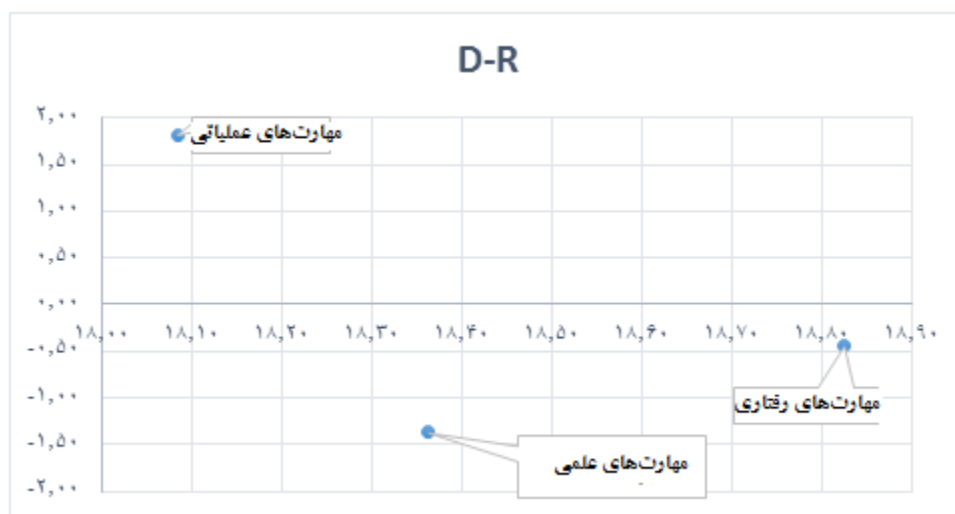 D-R
۲,۰۰
مهارت‌های عملیاتی
۱,۵۰
۱,۰۰
۰,۵۰
۰,۰۰
۱۸,۰۰ ۱۸,۱۰ ۱۸,۲۰ ۱۸,۳۰ ۱۸,۴۰ ۱۸,۵۰ ۱۸,۶۰ ۱۸,۷۰ ۱۸,۸۰ ۱۸,۹۰
-۰,۵۰
-۱,۰۰
مهارت‌های رفتاری
-۱,۵۰
مهارت‌های علمی
-۲,۰۰